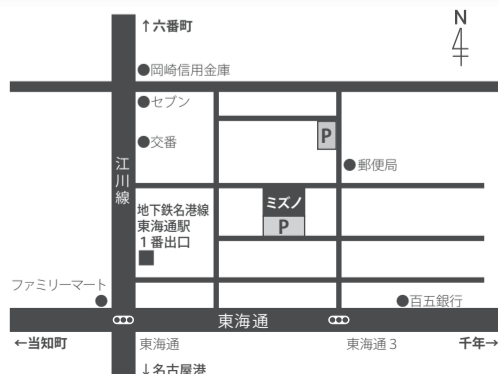 ↑六番町
N
岡崎信用金庫
セブン
交番
P
郵便局
江川線
地下鉄名港線
東海通駅
1番出口
ミズノ
P
ファミリーマート
百五銀行
東海通
←当知町
東海通
東海通3
千年→
↓名古屋港